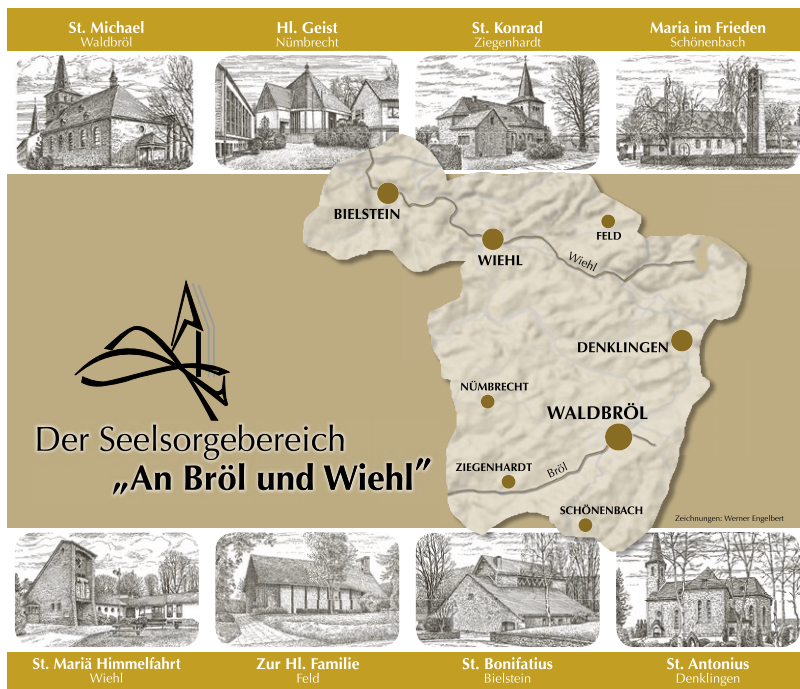 St. Michael
Waldbröl
Hl. Geist
Nümbrecht
St. Konrad
Ziegenhardt
Maria im Frieden
Schönenbach
BIELSTEIN
WIEHL
FELD
Wiehl
DENKLINGEN
NÜMBRECHT
WALDBRÖL
ZIEGENHARDT
Bröl
SCHÖNENBACH
Der Seelsorgebereich
„An Bröl und Wiehl”
Zeichnungen: Werner Engelbert
St. Mariä Himmelfahrt
Wiehl
Zur Hl. Familie
Feld
St. Bonifatius
Bielstein
St. Antonius
Denklingen